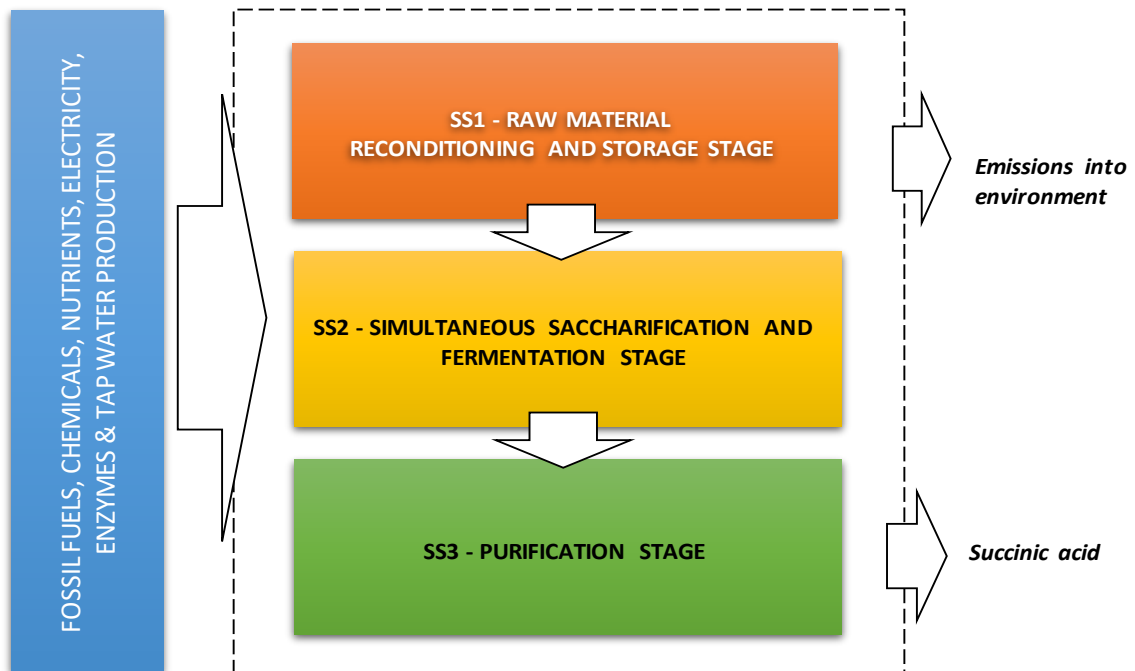 FOSSIL FUELS, CHEMICALS, NUTRIENTS, ELECTRICITY,
ENZYMES & TAP WATER PRODUCTION
SS1 - RAW MATERIAL
RECONDITIONING AND STORAGE STAGE
Emissions into
environment
SS2 - SIMULTANEOUS SACCHARIFICATION AND
FERMENTATION STAGE
SS3 - PURIFICATION STAGE
Succinic acid